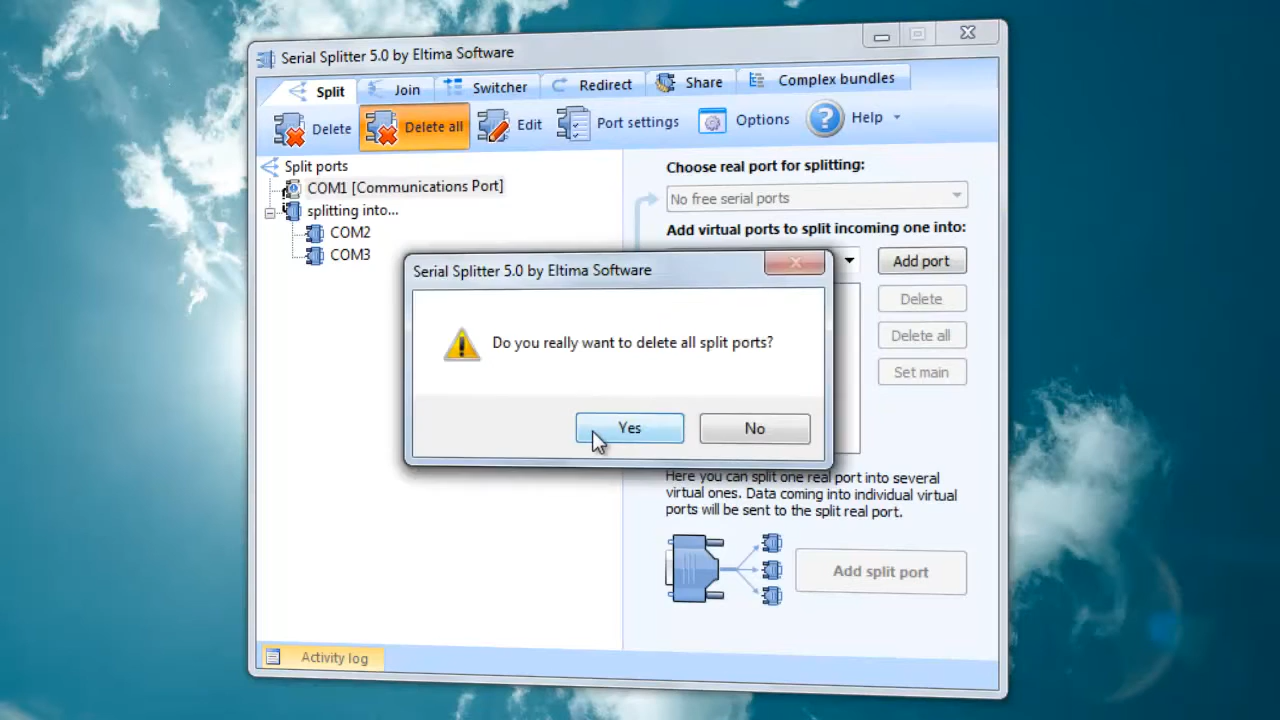 Serial Splitter 5.0 by Eltima Software
Split Join Switcher Redirect Share Complex bundles
Delete Delete all Edit Port settings Options ? Help
Split ports
COM1 [Communications Port]
splitting into...
COM2
COM3
Choose real port for splitting:
No free serial ports
Add virtual ports to split incoming one into:
Add port
Delete
Delete all
Set main
Serial Splitter 5.0 by Eltima Software
Do you really want to delete all split ports?
Yes No
Here you can split one real port into several
virtual ones. Data coming into individual virtual
ports will be sent to the split real port.
Add split port
Activity log